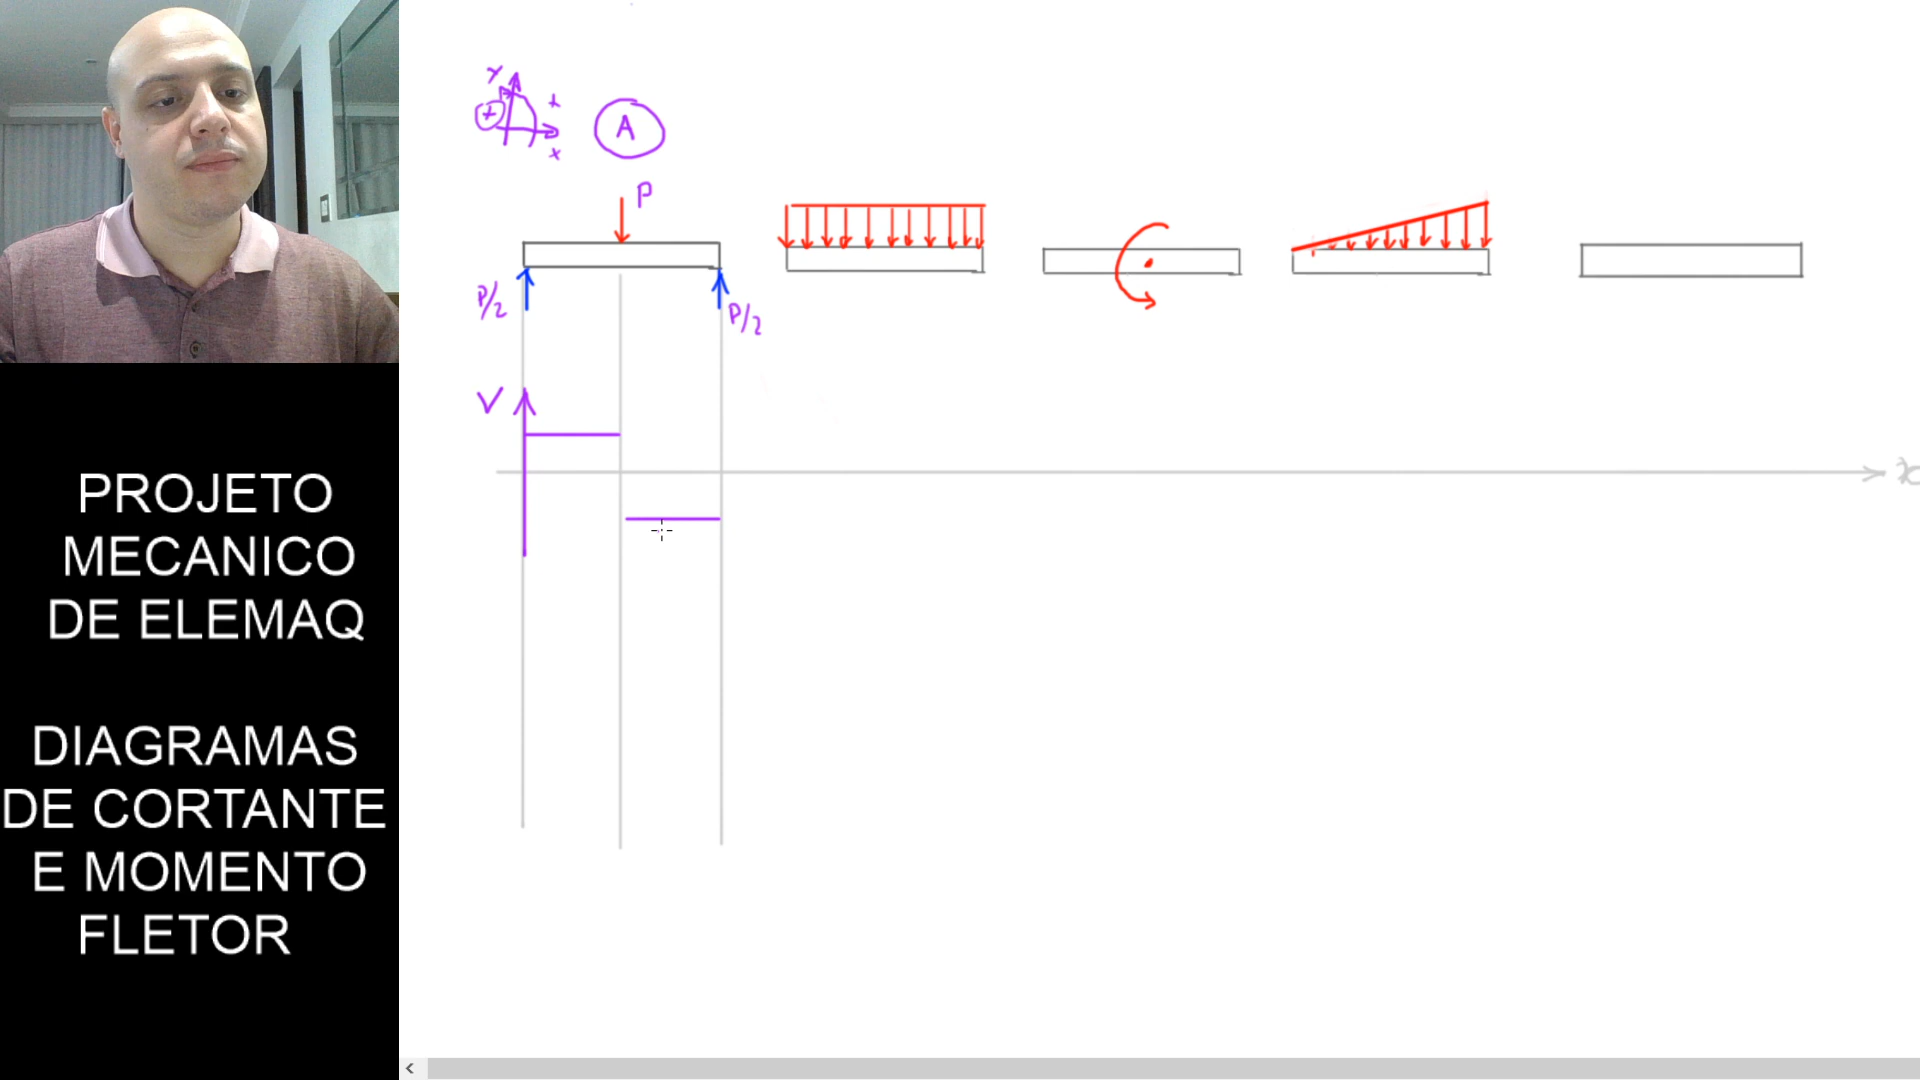 PROJETO
MECANICO
DE ELEMAQ
DIAGRAMAS
DE CORTANTE
E MOMENTO
FLETOR
y
+
+
x
A
P
P/2
P/2
V
x